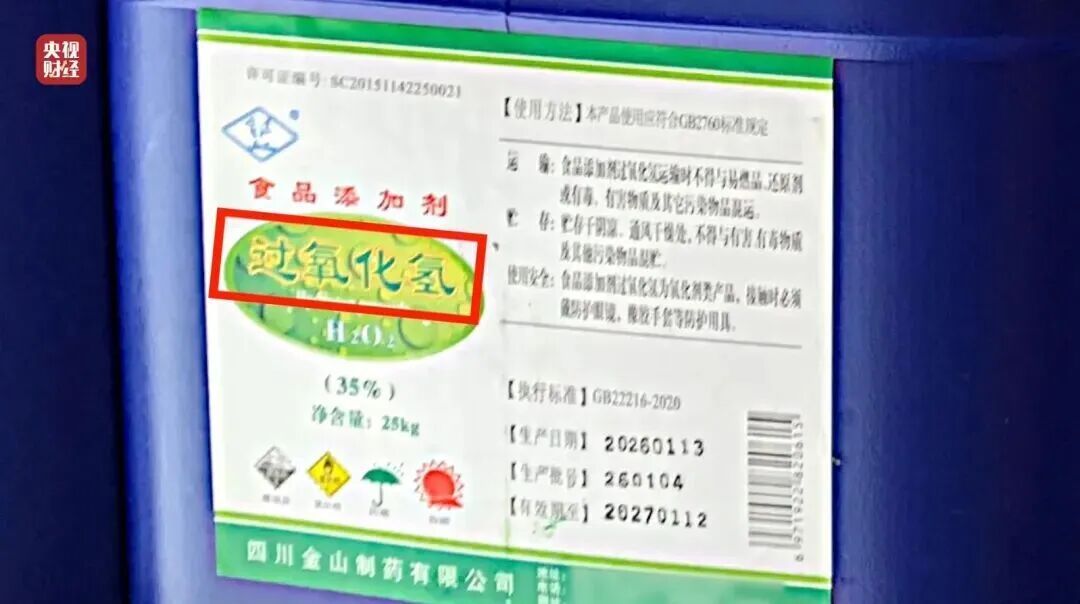 央视
财经
许可证编号: SC20151142250021
食品添加剂
过氧化氢
H₂O₂
(35%)
净含量: 25kg
【使用方法】本产品使用应符合GB2760标准规定
运 输: 食品添加剂过氧化氢运输时不得与易燃品、还原剂
或有毒、有害物质及其它污染物品混运。
贮 存: 贮存于阴凉、通风干燥处, 不得与有害、有毒物质
及其他污染物品混贮。
使用安全: 食品添加剂过氧化氢为氧化剂类产品, 接触时必须
戴防护眼镜, 橡胶手套等防护用具。
【执行标准】GB22216-2020
【生产日期】20260113
【生产批号】260104
【有效期至】20270112
6971922820615
四川金山制药有限公司
地址:
电话: